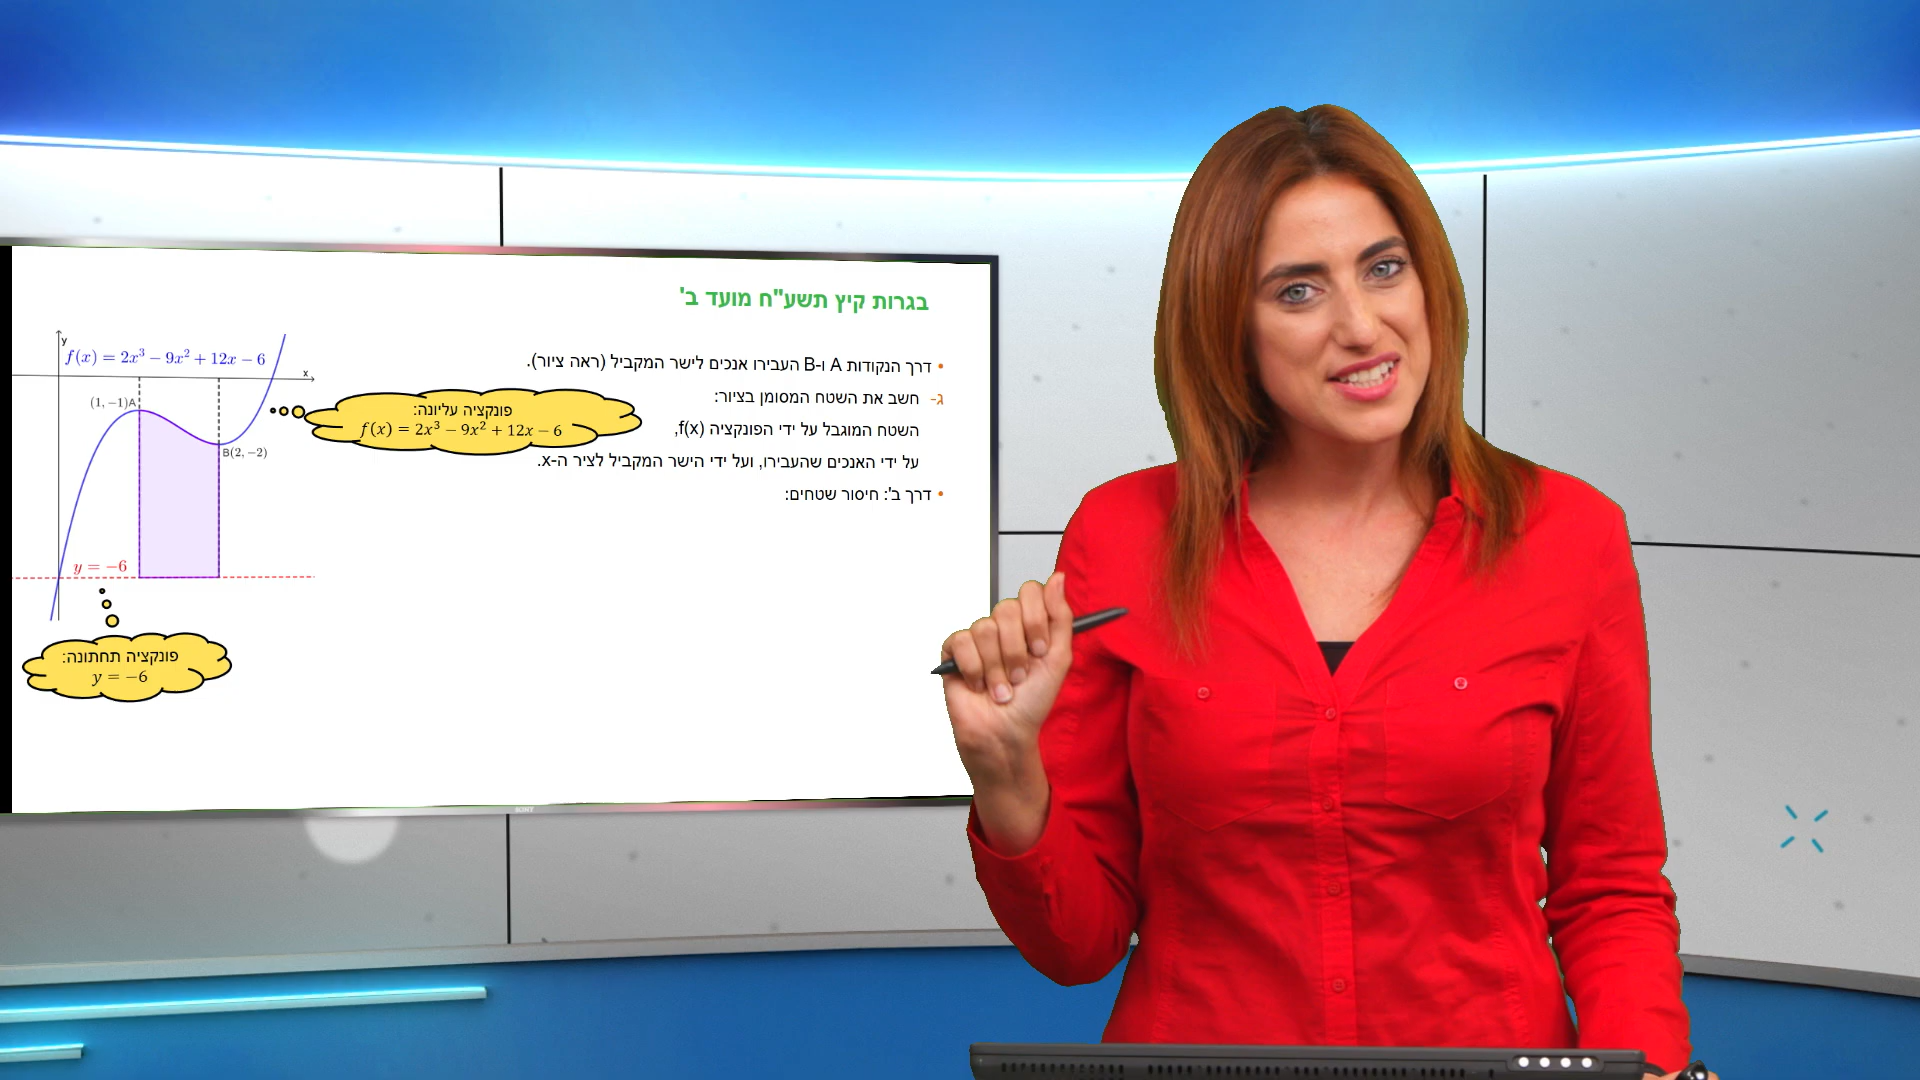 בגרות קיץ תשע"ח מועד ב'
• דרך הנקודות A ו-B העבירו אנכים לישר המקביל (ראה ציור).
ג- חשב את השטח המסומן בציור:
השטח המוגבל על ידי הפונקציה f(x),
על ידי האנכים שהעבירו, ועל ידי הישר המקביל לציר ה-x.
• דרך ב': חיסור שטחים:
y
f(x) = 2x³ − 9x² + 12x − 6
x
(1, −1)A
B(2, −2)
פונקציה עליונה:
f(x) = 2x³ − 9x² + 12x − 6
y = −6
פונקציה תחתונה:
y = −6
SONY